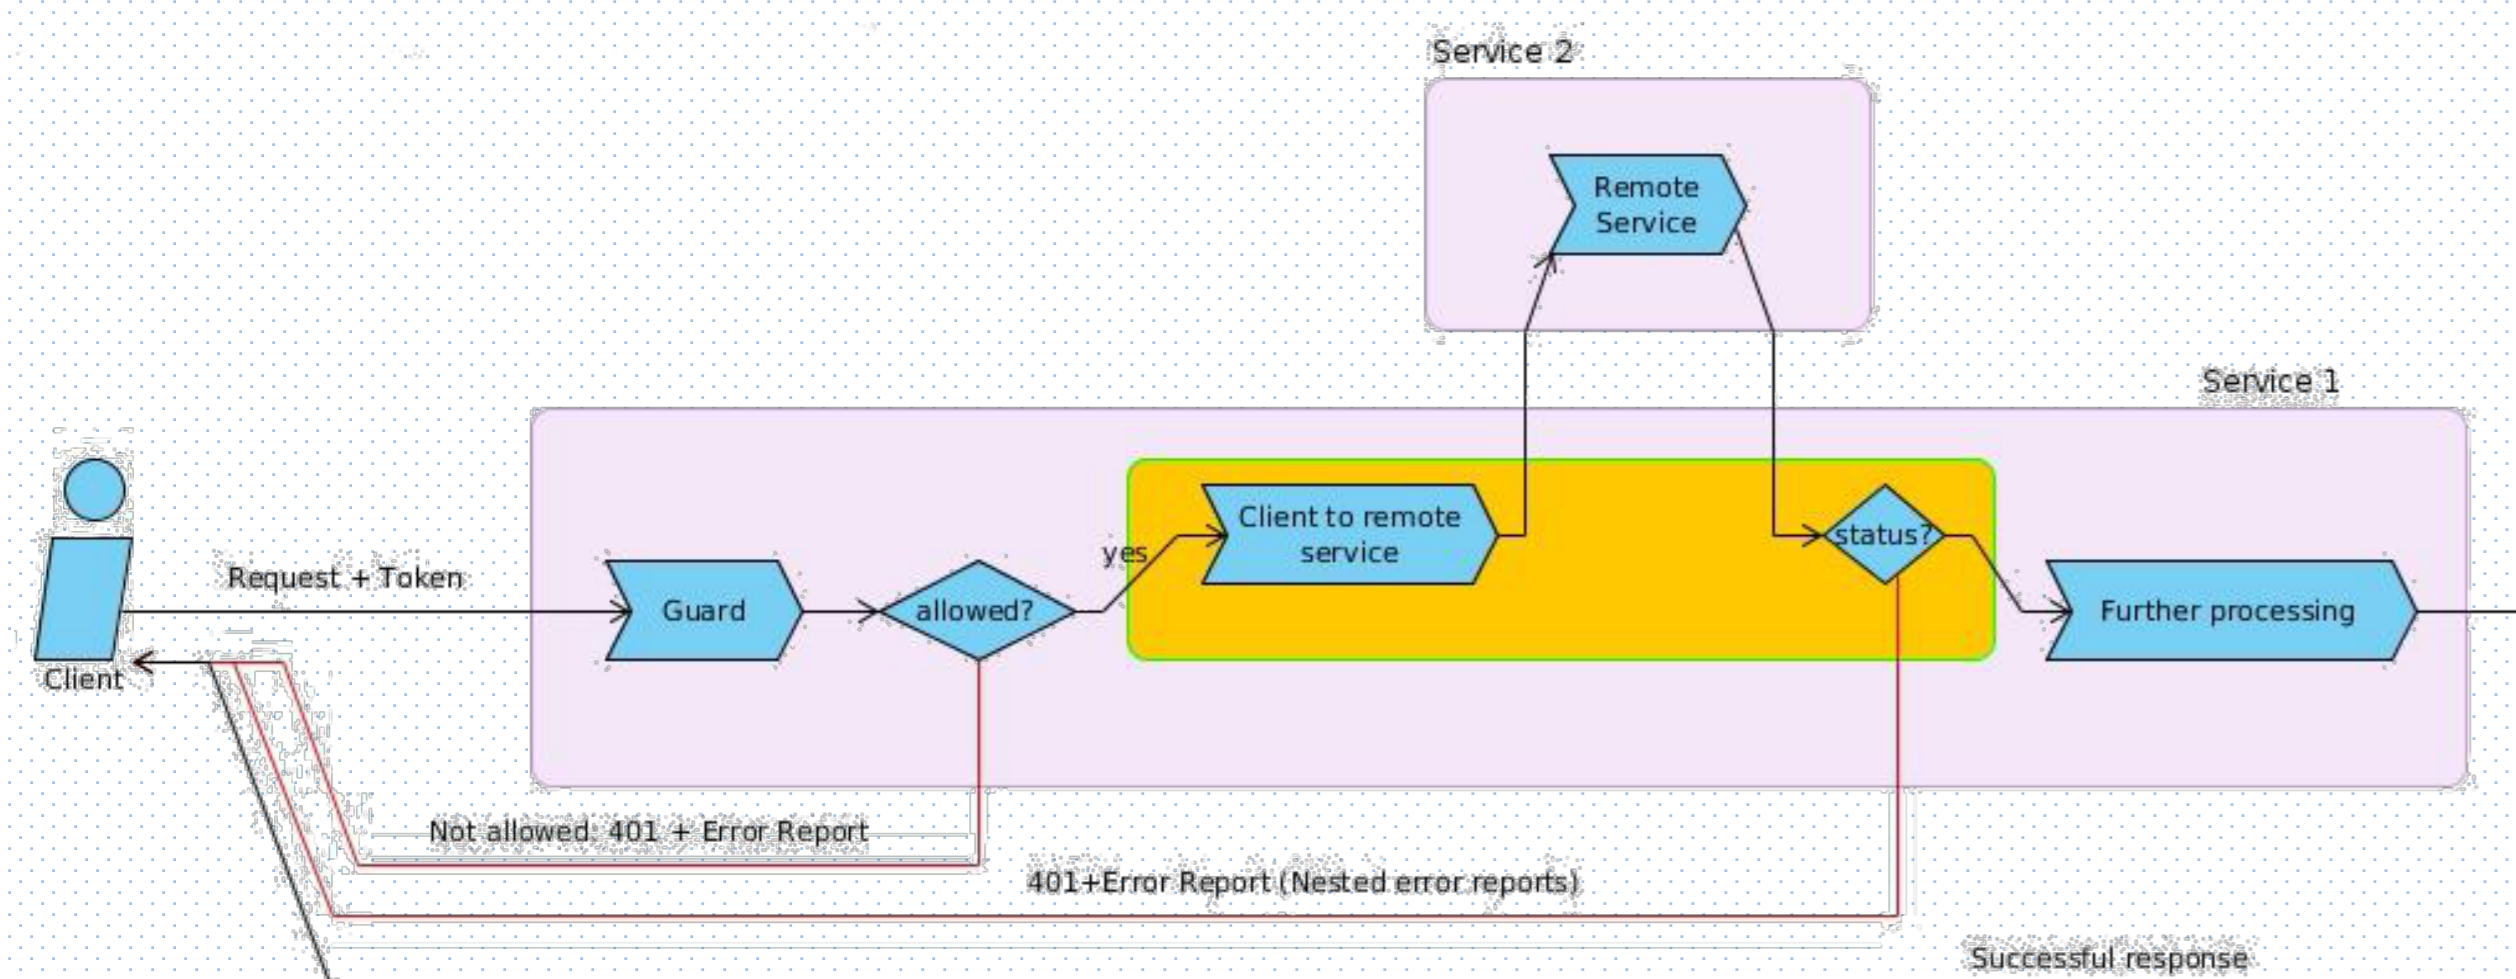 Service 2
Remote
Service
Service 1
Request + Token
Guard
allowed?
yes
Client to remote
service
status?
Further processing
Client
Not allowed: 401 + Error Report
401+Error Report (Nested error reports)
Successful response